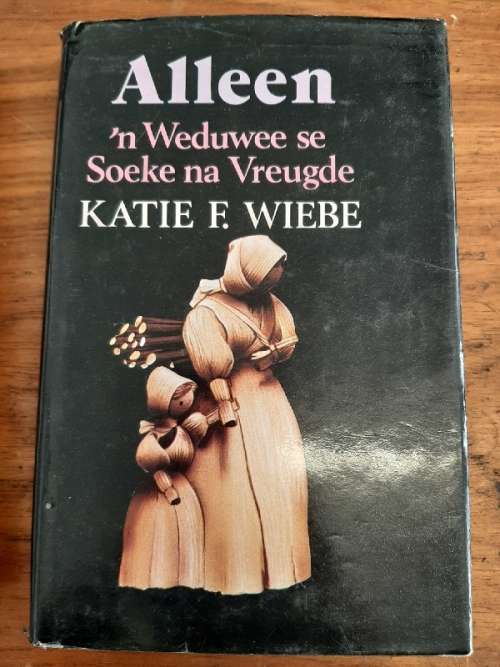 Alleen
'n Weduwee se
Soeke na Vreugde
KATIE F. WIEBE